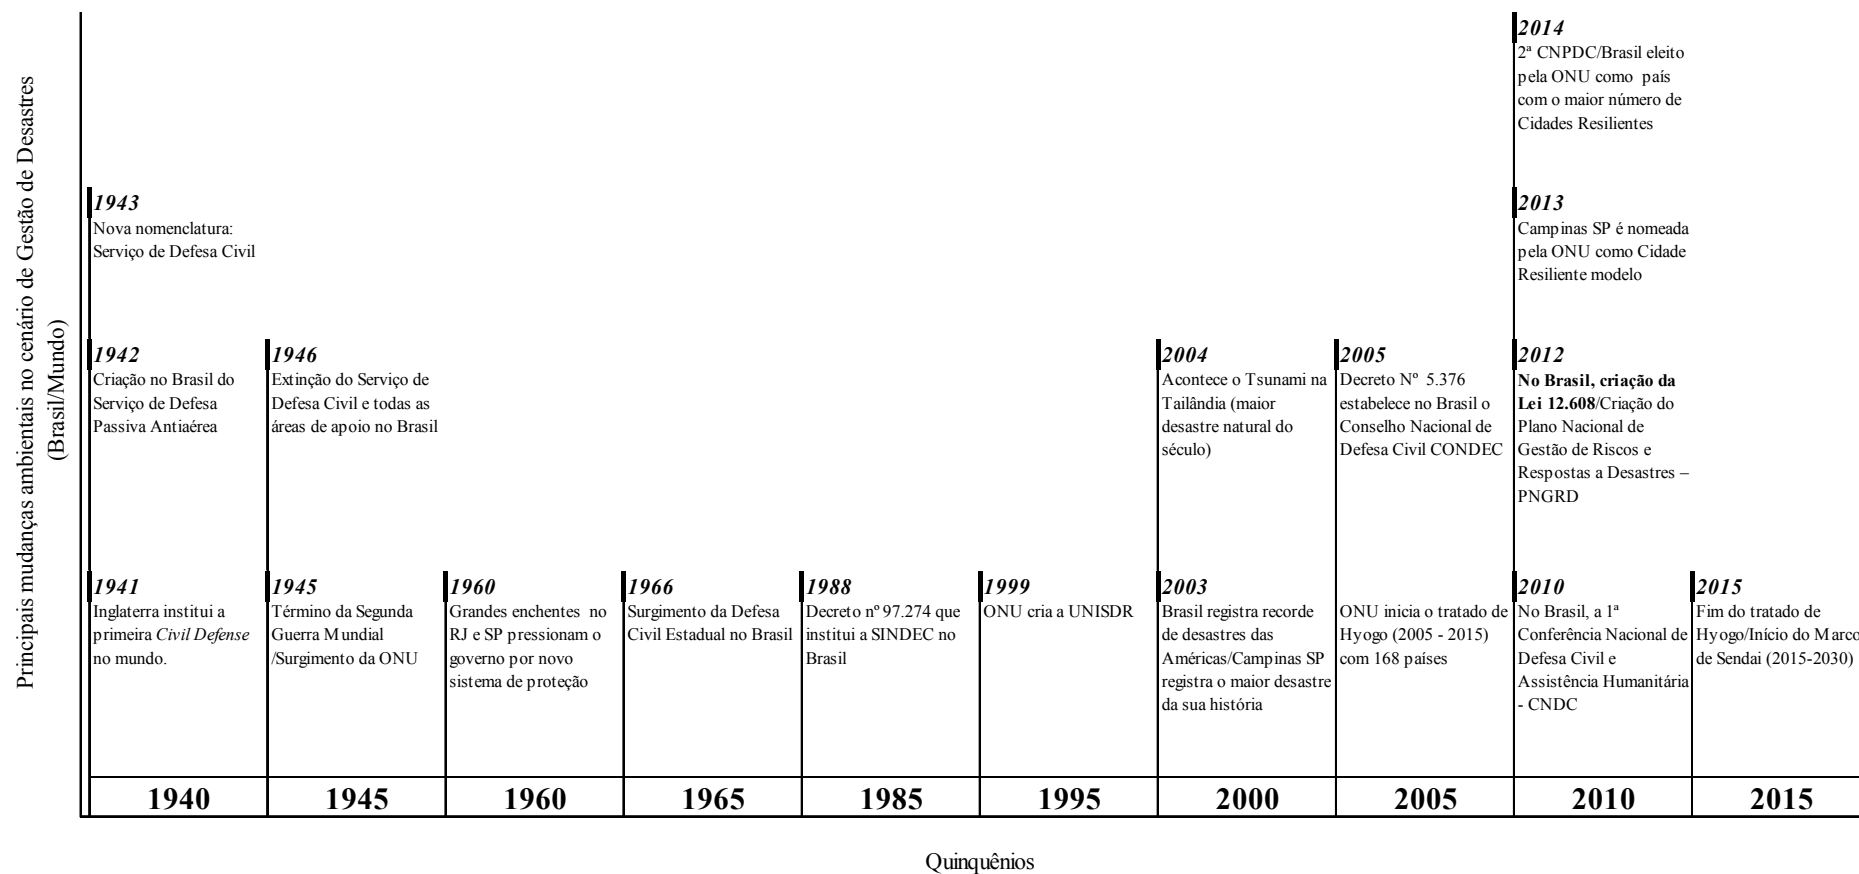 Principais mudanças ambientais no cenário de Gestão de Desastres
(Brasil/Mundo)
2014
2ª CNPDC/Brasil eleito
pela ONU como país
com o maior número de
Cidades Resilientes
1943
Nova nomenclatura:
Serviço de Defesa Civil
2013
Campinas SP é nomeada
pela ONU como Cidade
Resiliente modelo
1942
Criação no Brasil do
Serviço de Defesa
Passiva Antiaérea
1946
Extinção do Serviço de
Defesa Civil e todas as
áreas de apoio no Brasil
2004
Acontece o Tsunami na
Tailândia (maior
desastre natural do
século)
2005
Decreto Nº 5.376
estabelece no Brasil o
Conselho Nacional de
Defesa Civil CONDEC
2012
No Brasil, criação da
Lei 12.608/Criação do
Plano Nacional de
Gestão de Riscos e
Respostas a Desastres –
PNGRD
1941
Inglaterra institui a
primeira Civil Defense
no mundo.
1945
Término da Segunda
Guerra Mundial
/Surgimento da ONU
1960
Grandes enchentes no
RJ e SP pressionam o
governo por novo
sistema de proteção
1966
Surgimento da Defesa
Civil Estadual no Brasil
1988
Decreto nº 97.274 que
institui a SINDEC no
Brasil
1999
ONU cria a UNISDR
2003
Brasil registra recorde
de desastres das
Américas/Campinas SP
registra o maior desastre
da sua história
ONU inicia o tratado de
Hyogo (2005 - 2015)
com 168 países
2010
No Brasil, a 1ª
Conferência Nacional de
Defesa Civil e
Assistência Humanitária
- CNDC
2015
Fim do tratado de
Hyogo/Início do Marco
de Sendai (2015-2030)
1940 1945 1960 1965 1985 1995 2000 2005 2010 2015
Quinquênios